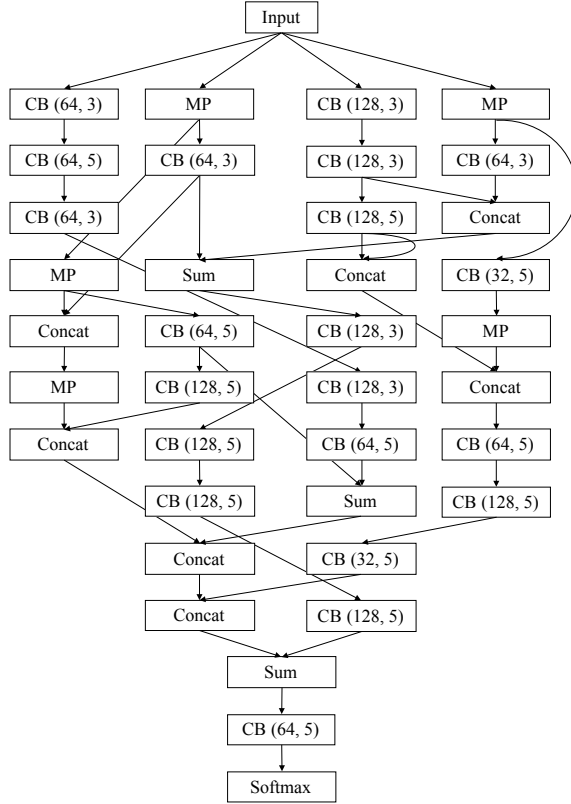 Input
CB (64, 3)
MP
CB (128, 3)
MP
CB (64, 5)
CB (64, 3)
CB (128, 3)
CB (64, 3)
CB (64, 3)
CB (128, 5)
Concat
MP
Sum
Concat
CB (32, 5)
Concat
CB (64, 5)
CB (128, 3)
MP
MP
CB (128, 5)
CB (128, 3)
Concat
Concat
CB (128, 5)
CB (64, 5)
CB (64, 5)
CB (128, 5)
Sum
CB (128, 5)
Concat
CB (32, 5)
Concat
CB (128, 5)
Sum
CB (64, 5)
Softmax